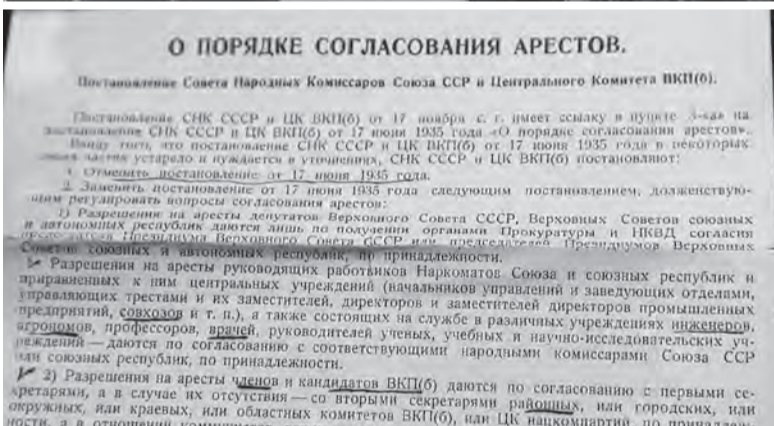 О ПОРЯДКЕ СОГЛАСОВАНИЯ АРЕСТОВ.
Постановление Совета Народных Комиссаров Союза ССР и Центрального Комитета ВКП(б).
Постановление СНК СССР и ЦК ВКП(б) от 17 ноября с. г. имеет ссылку в пункте 3-ьем на
постановление СНК СССР и ЦК ВКП(б) от 17 июня 1935 года «О порядке согласования арестов».
Ввиду того, что постановление СНК СССР и ЦК ВКП(б) от 17 июня 1935 года в некоторых
своих частях устарело и нуждается в уточнениях, СНК СССР и ЦК ВКП(б) постановляют:
1. Отменить постановление от 17 июня 1935 года.
2. Заменить постановление от 17 июня 1935 года следующим постановлением, долженствую-
щим регулировать вопросы согласования арестов:
1) Разрешения на аресты депутатов Верховного Совета СССР, Верховных Советов союзных
и автономных республик даются лишь по получении органами Прокуратуры и НКВД согласия
председателя Президиума Верховного Совета СССР или председателей Президиумов Верховных
Советов союзных и автономных республик, по принадлежности.
Разрешения на аресты руководящих работников Наркоматов Союза и союзных республик и
приравненных к ним центральных учреждений (начальников управлений и заведующих отделами,
управляющих трестами и их заместителей, директоров и заместителей директоров промышленных
предприятий, совхозов и т. п.), а также состоящих на службе в различных учреждениях инженеров,
агрономов, профессоров, врачей, руководителей ученых, учебных и научно-исследовательских уч-
реждений — даются по согласованию с соответствующими народными комиссарами Союза ССР
или союзных республик, по принадлежности.
2) Разрешения на аресты членов и кандидатов ВКП(б) даются по согласованию с первыми се-
кретарями, а в случае их отсутствия — со вторыми секретарями районных, или городских, или
окружных, или краевых, или областных комитетов ВКП(б), или ЦК нацкомпартий, по принадлеж-
ности, а в отношении